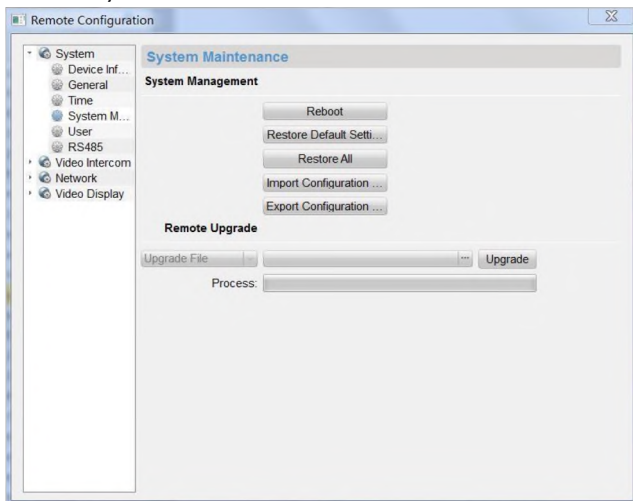 Remote Configuration
System
Device Inf...
General
Time
System M...
User
RS485
Video Intercom
Network
Video Display
System Maintenance
System Management
Reboot
Restore Default Setti...
Restore All
Import Configuration ...
Export Configuration ...
Remote Upgrade
Upgrade File ... Upgrade
Process: